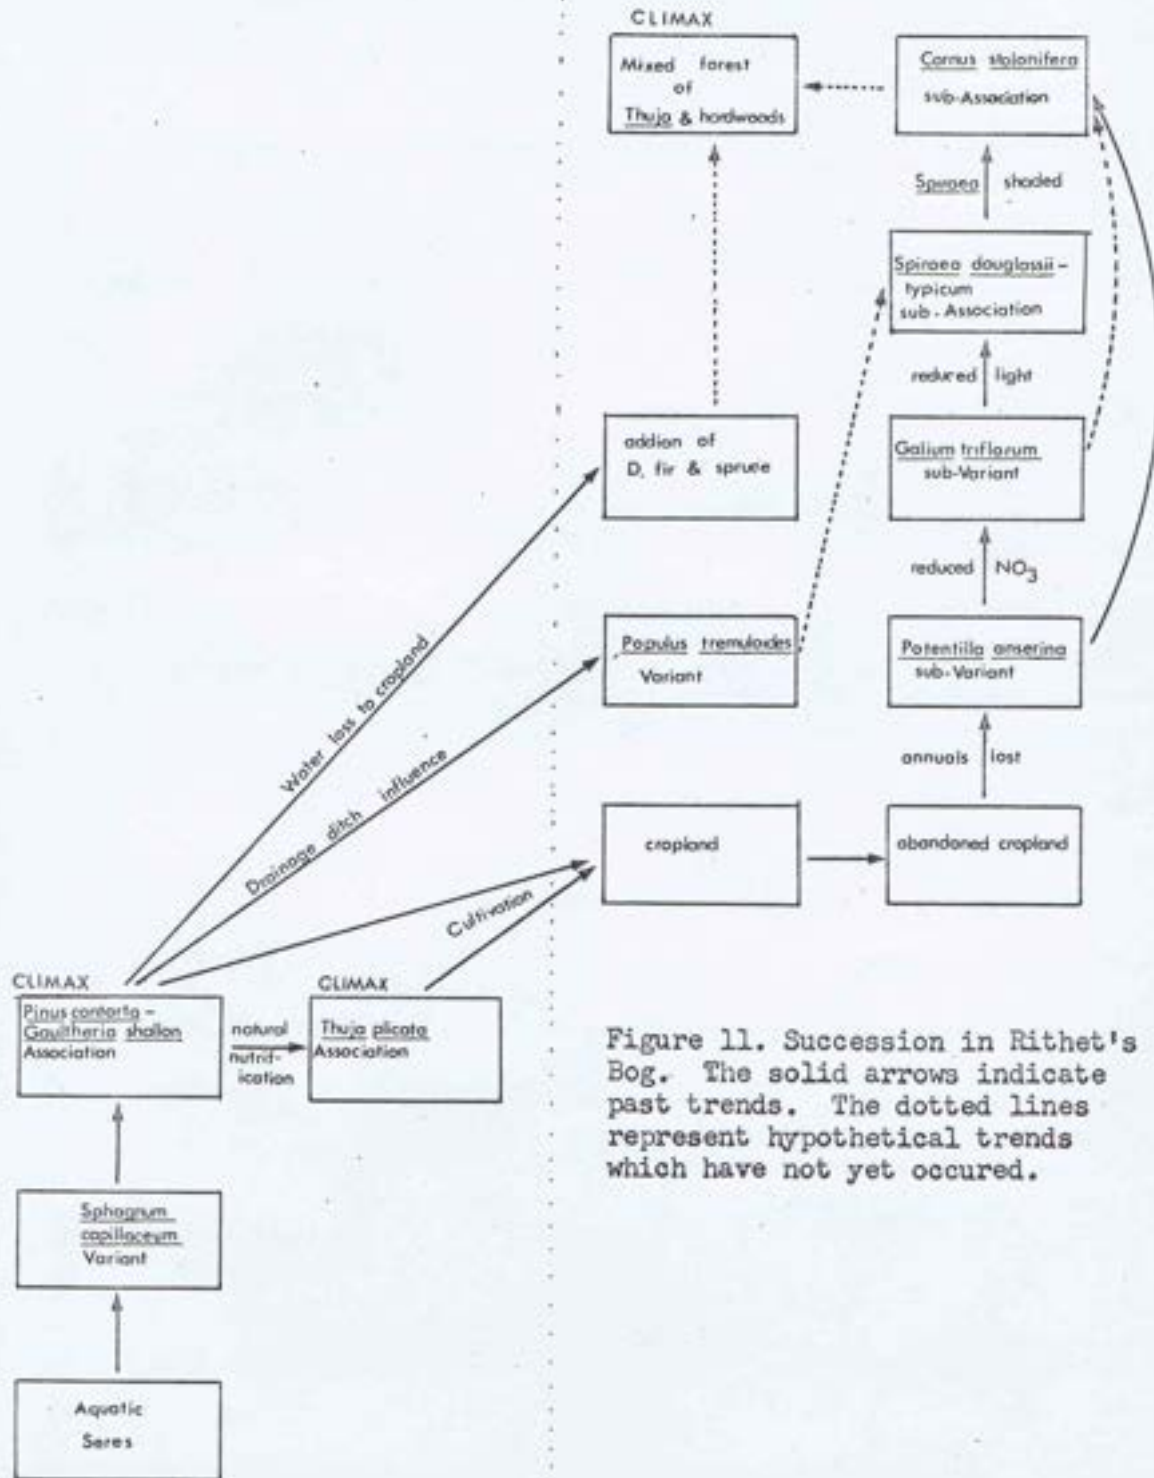 CLIMAX
Mixed forest
of
Thuja & hardwoods
Cornus stolonifera
sub-Association
Spiraea shaded
Spiraea douglassii -
typicum
sub-Association
reduced light
addion of
D. fir & spruce
Galium triflorum
sub-Variant
reduced NO3
Populus tremuloides
Variant
Potentilla anserina
sub-Variant
annuals lost
cropland
abandoned cropland
Water loss to cropland
Drainage ditch influence
Cultivation
CLIMAX
Pinus contorta -
Gaultheria shallon
Association
natural
nutrif-
ication
CLIMAX
Thuja plicata
Association
Sphagnum
capillaceum
Variant
Aquatic
Seres
Figure 11. Succession in Rithet's
Bog. The solid arrows indicate
past trends. The dotted lines
represent hypothetical trends
which have not yet occured.